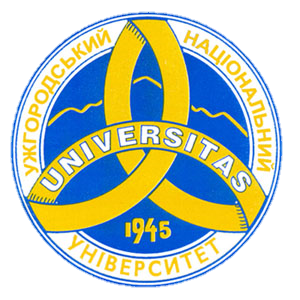 УЖГОРОДСЬКИЙ
НАЦІОНАЛЬНИЙ
UNIVERSITAS
1945
УНІВЕРСИТЕТ